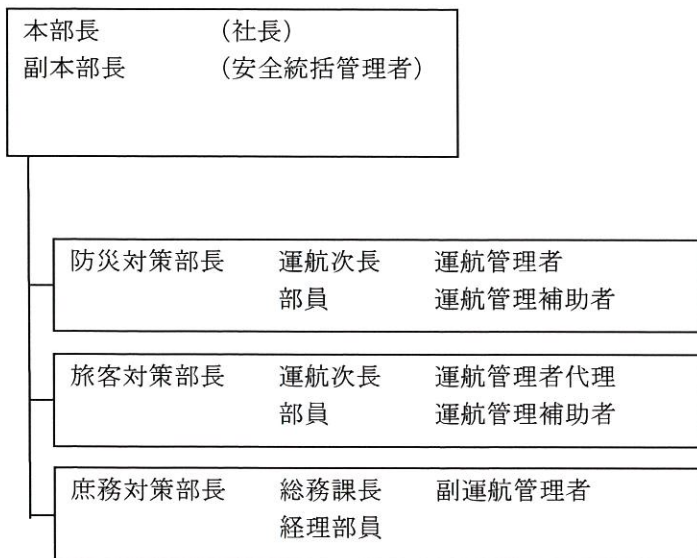 本部長　（社長）
副本部長　（安全統括管理者）
防災対策部長　運航次長　運航管理者
部員　運航管理補助者
旅客対策部長　運航次長　運航管理者代理
部員　運航管理補助者
庶務対策部長　総務課長　副運航管理者
経理部員